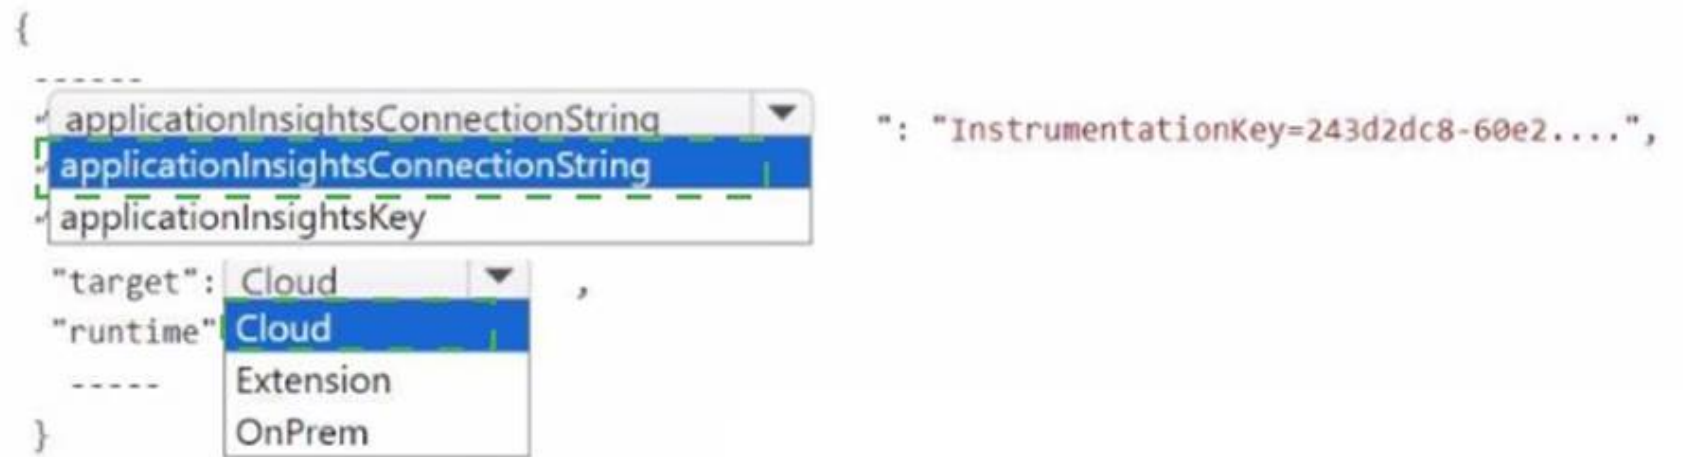 {
------
applicationInsightsConnectionString ": "InstrumentationKey=243d2dc8-60e2....",
applicationInsightsConnectionString
applicationInsightsKey
"target": Cloud ,
"runtime" Cloud
----- Extension
} OnPrem